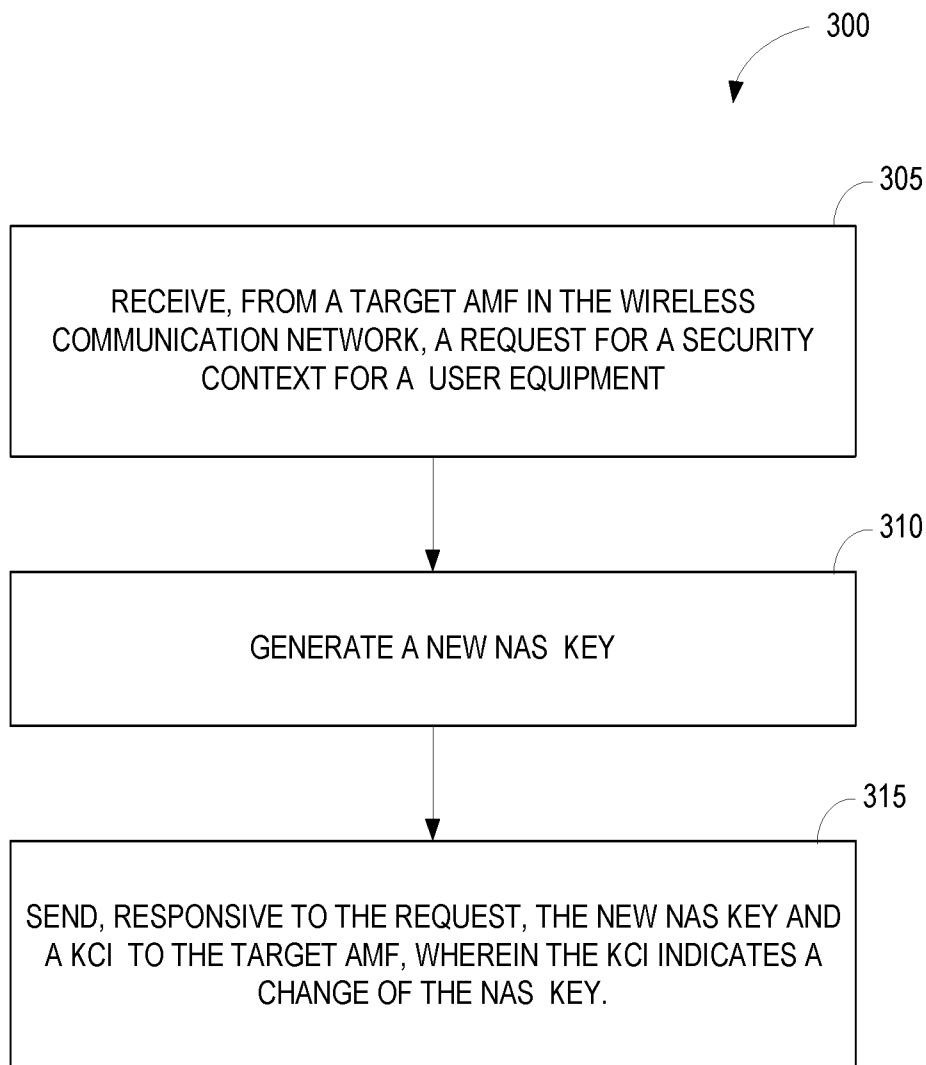 300
305
RECEIVE, FROM A TARGET AMF IN THE WIRELESS
COMMUNICATION NETWORK, A REQUEST FOR A SECURITY
CONTEXT FOR A USER EQUIPMENT
310
GENERATE A NEW NAS KEY
315
SEND, RESPONSIVE TO THE REQUEST, THE NEW NAS KEY AND
A KCI TO THE TARGET AMF, WHEREIN THE KCI INDICATES A
CHANGE OF THE NAS KEY.